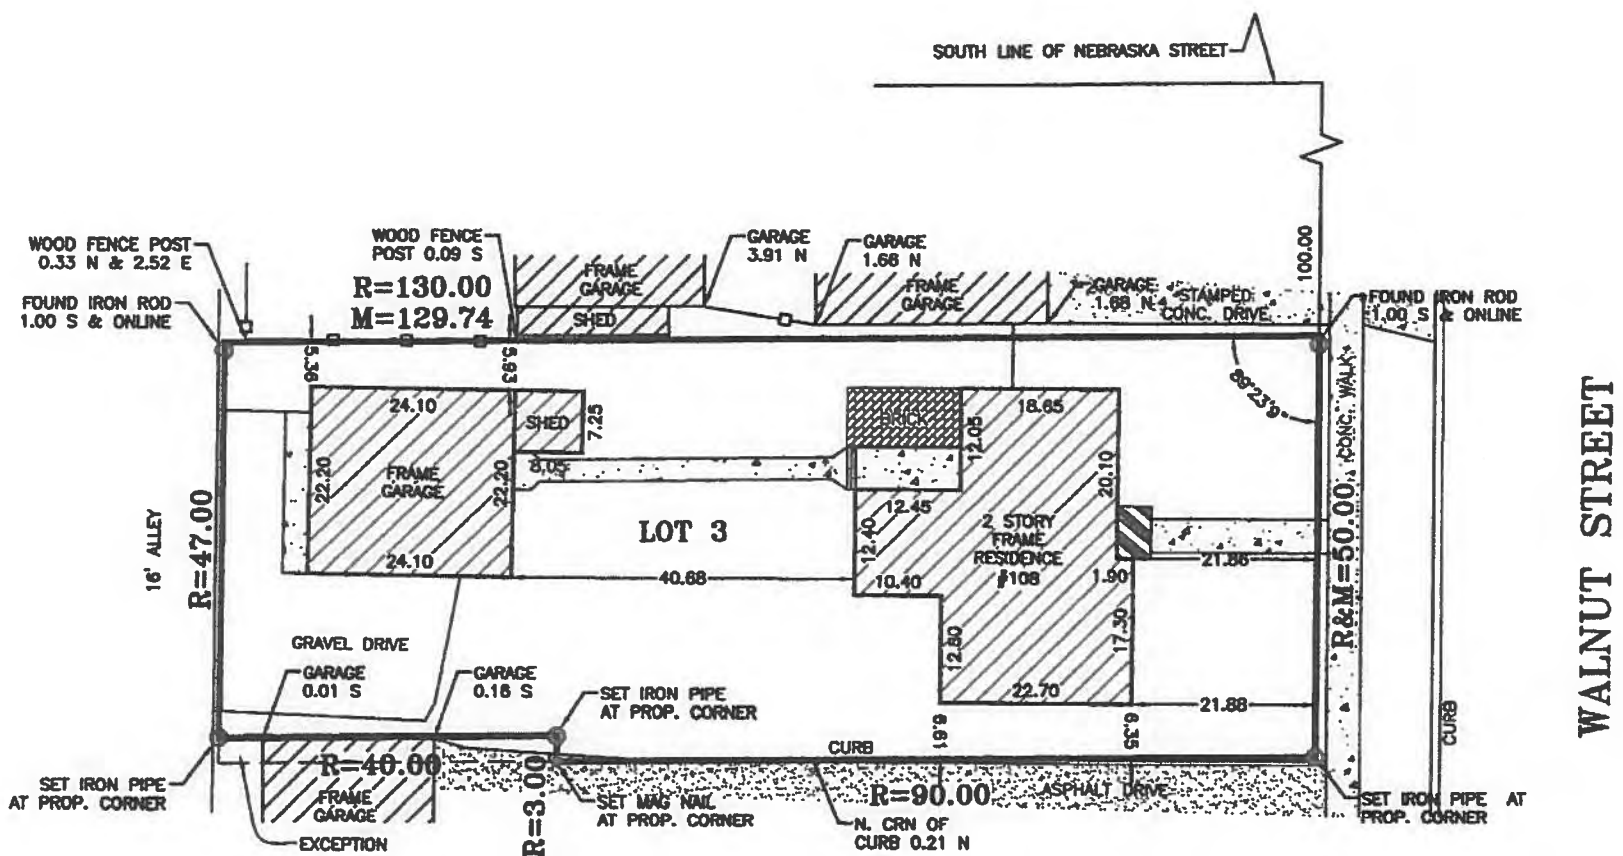 SOUTH LINE OF NEBRASKA STREET
100.00
WOOD FENCE POST
0.33 N & 2.52 E
WOOD FENCE
POST 0.09 S
GARAGE
3.91 N
GARAGE
1.68 N
FRAME
GARAGE
FRAME
GARAGE
GARAGE
1.68 N
STAMPED
CONC. DRIVE
R=130.00
M=129.74
SHED
FOUND IRON ROD
1.00 S & ONLINE
FOUND IRON ROD
1.00 S & ONLINE
5.36
5.93
89°23'9"
CONC. WALK
24.10
SHED
7.25
8.05
BRICK
12.05
18.65
22.20
FRAME
GARAGE
22.20
20.10
12.45
LOT 3
12.40
2 STORY
FRAME
RESIDENCE
#108
24.10
40.68
10.40
1.90
21.86
16' ALLEY
R=47.00
R&M=50.00
WALNUT STREET
GRAVEL DRIVE
12.80
17.30
GARAGE
0.01 S
GARAGE
0.16 S
SET IRON PIPE
AT PROP. CORNER
22.70
21.88
CURB
CURB
6.61
6.35
SET IRON PIPE
AT PROP. CORNER
R=40.00
FRAME
GARAGE
EXCEPTION
R=3.00
SET MAG NAIL
AT PROP. CORNER
R=90.00
ASPHALT DRIVE
N. CRN OF
CURB 0.21 N
SET IRON PIPE AT
PROP. CORNER